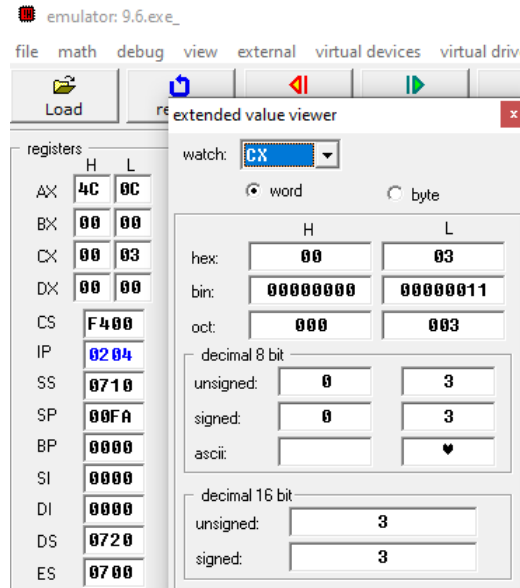 emulator: 9.6.exe_
file math debug view external virtual devices virtual driv
Load re
extended value viewer x
registers
H L
AX 4C 0C
BX 00 00
CX 00 03
DX 00 00
CS F400
IP 0204
SS 0710
SP 00FA
BP 0000
SI 0000
DI 0000
DS 0720
ES 0700
watch: CX
word byte
H L
hex: 00 03
bin: 00000000 00000011
oct: 000 003
decimal 8 bit
unsigned: 0 3
signed: 0 3
ascii: ♥
decimal 16 bit
unsigned: 3
signed: 3